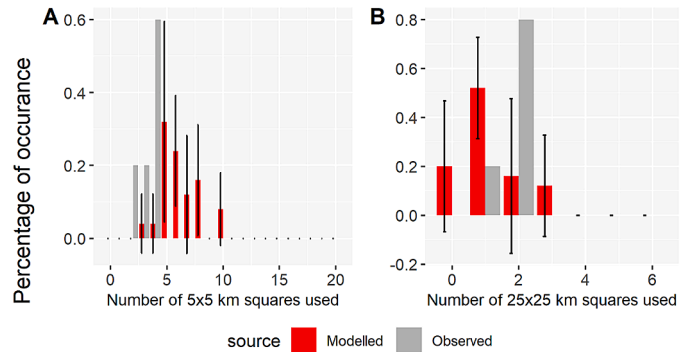 A
B
Percentage of occurance
0.6
0.4
0.2
0.0
0 5 10 15 20
Number of 5x5 km squares used
0.8
0.6
0.4
0.2
0.0
-0.2
0 2 4 6
Number of 25x25 km squares used
source Modelled Observed